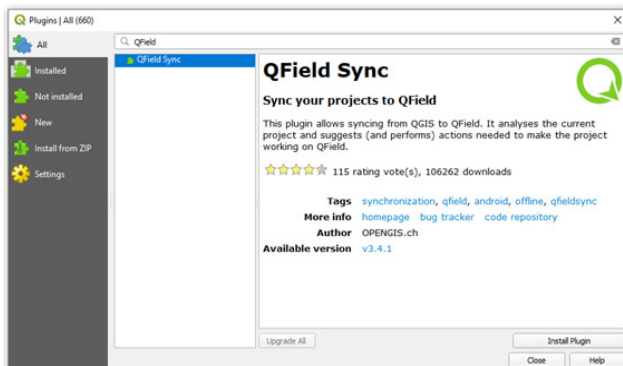 Plugins | All (660)
All
Installed
Not installed
New
Install from ZIP
Settings
QField
QField Sync
QField Sync
Sync your projects to QField
This plugin allows syncing from QGIS to QField. It analyses the current
project and suggests (and performs) actions needed to make the project
working on QField.
115 rating vote(s), 106262 downloads
Tags synchronization, qfield, android, offline, qfieldsync
More info homepage bug tracker code repository
Author OPENGIS.ch
Available version v3.4.1
Upgrade All
Install Plugin
Close
Help